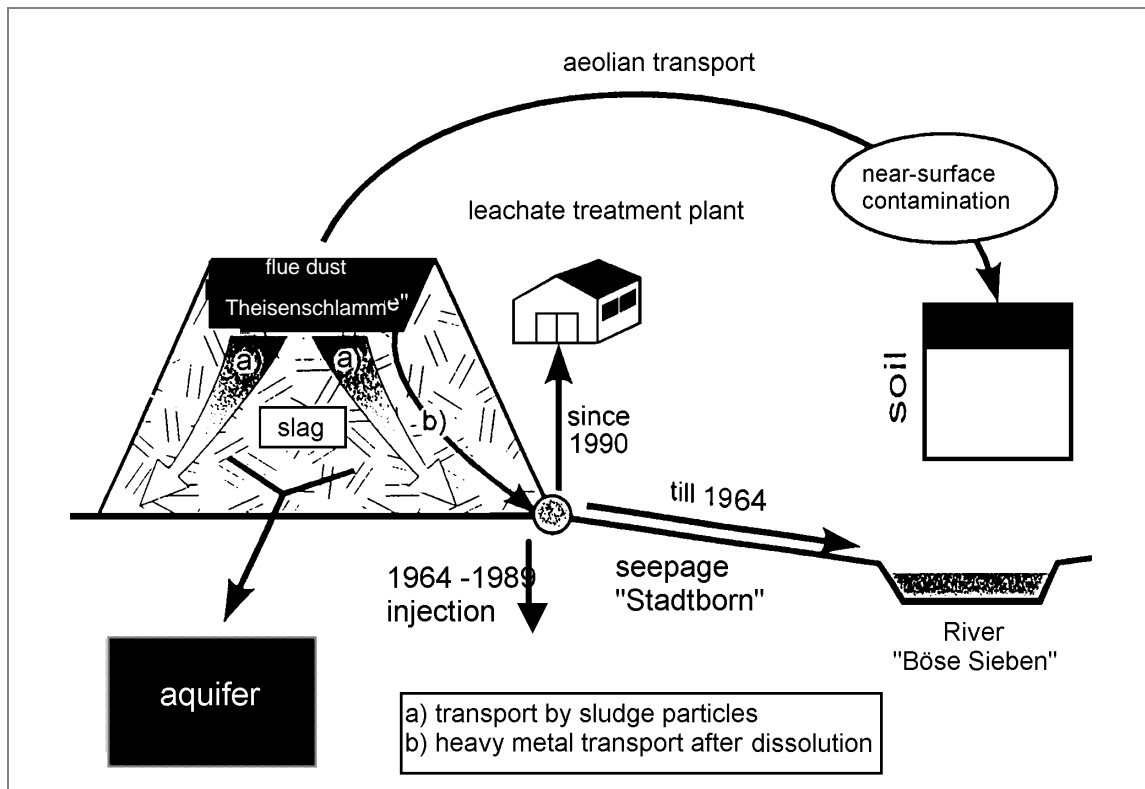 aeolian transport
near-surface
contamination
leachate treatment plant
flue dust
Theisenschlamme"
a)
a)
soil
slag
b)
since
1990
till 1964
1964 -1989
injection
seepage
"Stadtborn"
River
"Böse Sieben"
aquifer
a) transport by sludge particles
b) heavy metal transport after dissolution